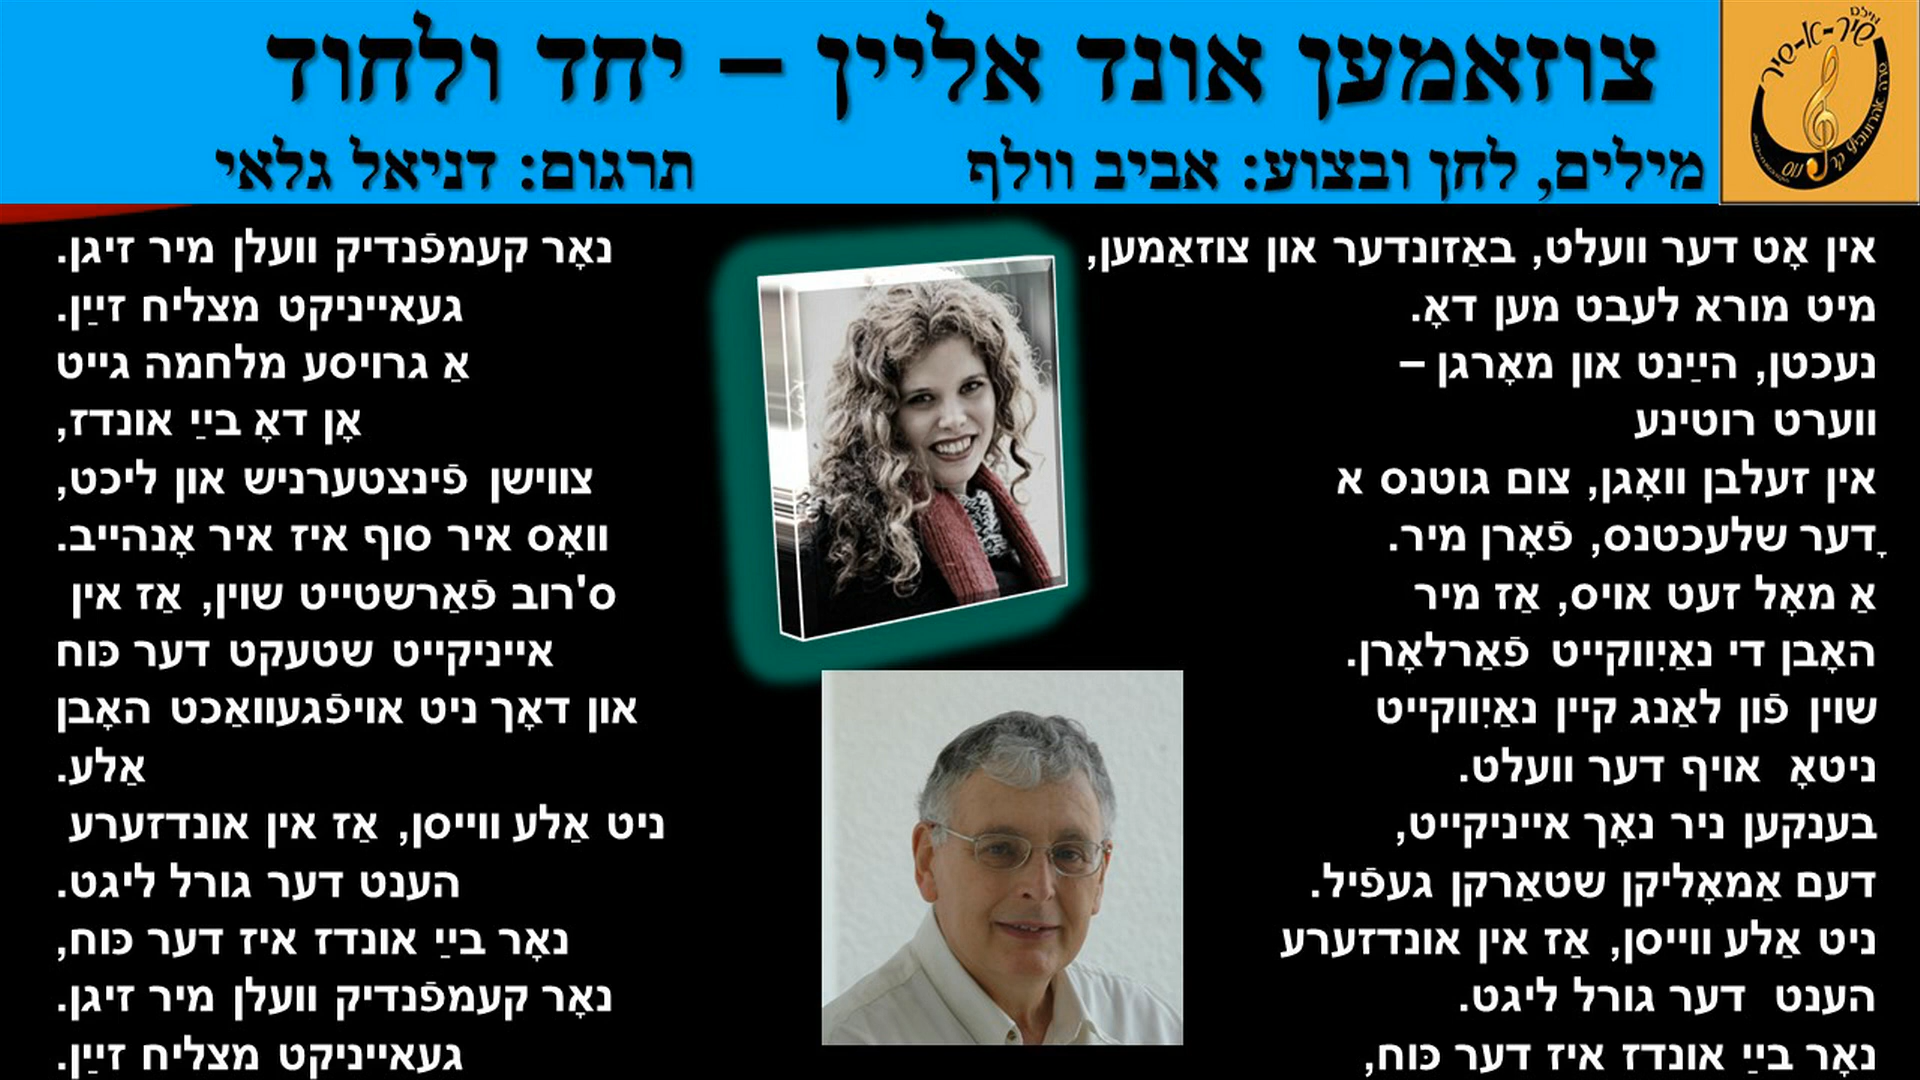 צוזאמען אונד אליין – יחד ולחוד
מילים, לחן ובצוע: אביב וולף תרגום: דניאל גלאי
מילים
שיר-א-שיר
אין אָט דער וועלט, באַזונדער און צוזאַמען,
מיט מורא לעבט מען דאָ.
נעכטן, הײַנט און מאָרגן –
ווערט רוטינע
אין זעלבן וואָגן, צום גוטנס א
ָדער שלעכטנס, פֿאָרן מיר.
אַ מאָל זעט אויס, אַז מיר
האָבן די נאַיִווקייט פֿאַרלאָרן.
שוין פֿון לאַנג קיין נאַיִווקייט
ניטאָ אויף דער וועלט.
בענקען ניר נאָך אייניקייט,
דעם אַמאָליקן שטאַרקן געפֿיל.
ניט אַלע ווייסן, אַז אין אונדזערע
הענט דער גורל ליגט.
נאָר בײַ אונדז איז דער כּוח,
נאָר קעמפֿנדיק וועלן מיר זיגן.
געאייניקט מצליח זײַן.
אַ גרויסע מלחמה גייט
אָן דאָ בײַ אונדז,
צווישן פֿינצטערניש און ליכט,
וואָס איר סוף איז איר אָנהייב.
ס'רוב פֿאַרשטייט שוין, אַז אין
אייניקייט שטעקט דער כּוח
און דאָך ניט אויפֿגעוואַכט האָבן
אַלע.
ניט אַלע ווייסן, אַז אין אונדזערע
הענט דער גורל ליגט.
נאָר בײַ אונדז איז דער כּוח,
נאָר קעמפֿנדיק וועלן מיר זיגן.
געאייניקט מצליח זײַן.